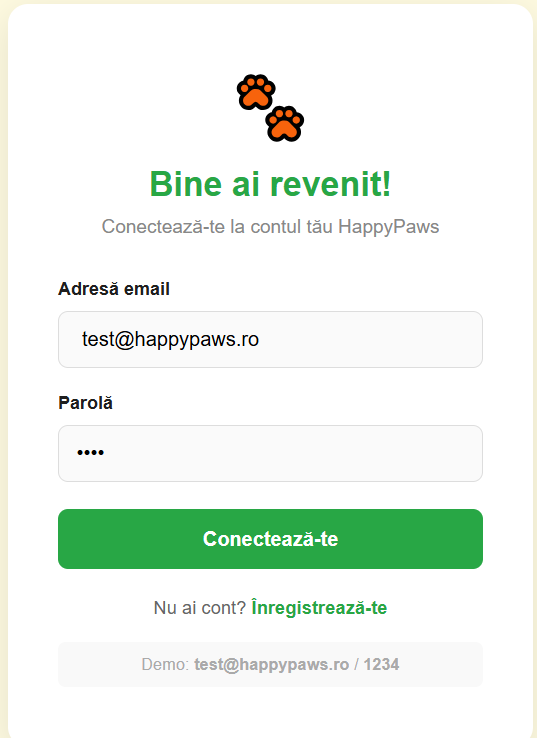 Bine ai revenit!
Conectează-te la contul tău HappyPaws
Adresă email
test@happypaws.ro
Parolă
••••
Conectează-te
Nu ai cont? Înregistrează-te
Demo: test@happypaws.ro / 1234